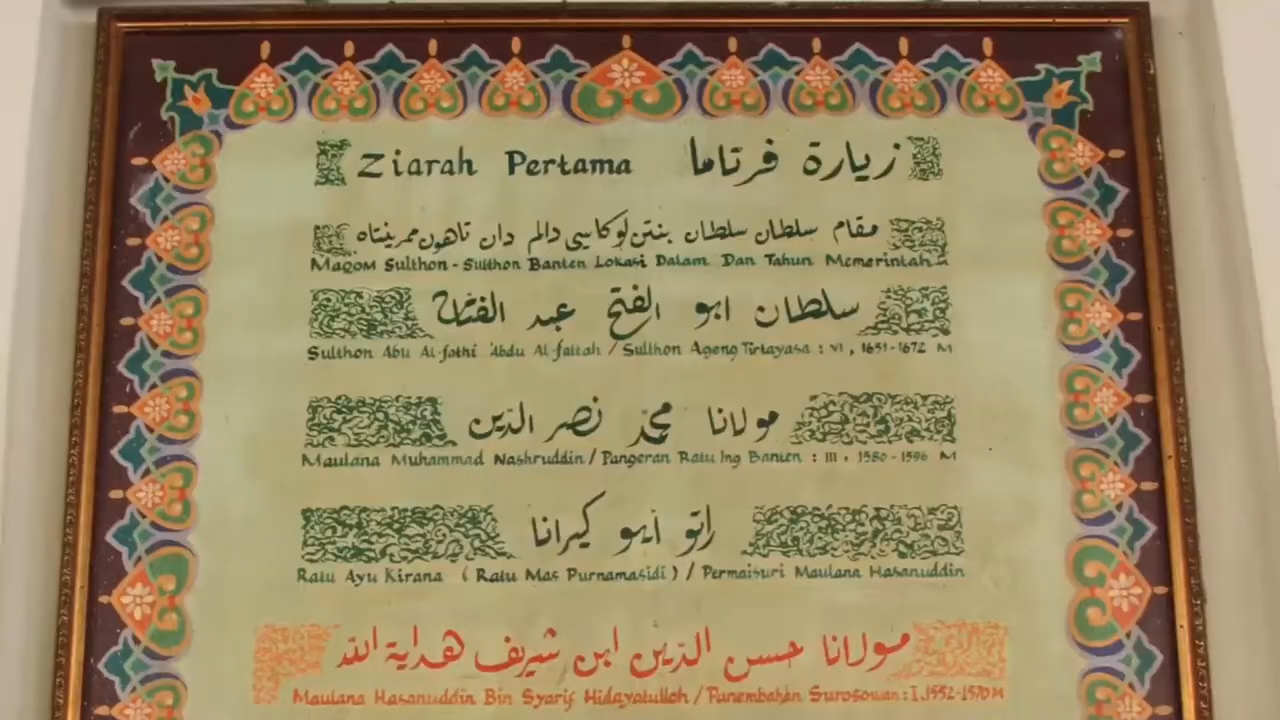 Ziarah Pertama زيارة فرتاما
مقام سلطان سلطان بنتن لوكاسي دالم دان تاهون ممرينتاه
Maqom Sulthon - Sulthon Banten Lokasi Dalam Dan Tahun Memerintah
سلطان ابو الفتح عبد الفتاح
Sulthon Abu Al-fathi 'Abdu Al-fattah / Sulthon Ageng Tirtayasa : VI , 1651-1672 M
مولانا محمد نصر الدين
Maulana Muhammad Nashruddin / Pangeran Ratu Ing Banten : III , 1580 - 1596 M
راتو ايو كيرانا
Ratu Ayu Kirana ( Ratu Mas Purnamasidi ) / Permaisuri Maulana Hasanuddin
مولانا حسن الدين ابن شريف هداية الله
Maulana Hasanuddin Bin Syarif Hidayatulloh / Panembahan Surosowan : I, 1552-1570 M